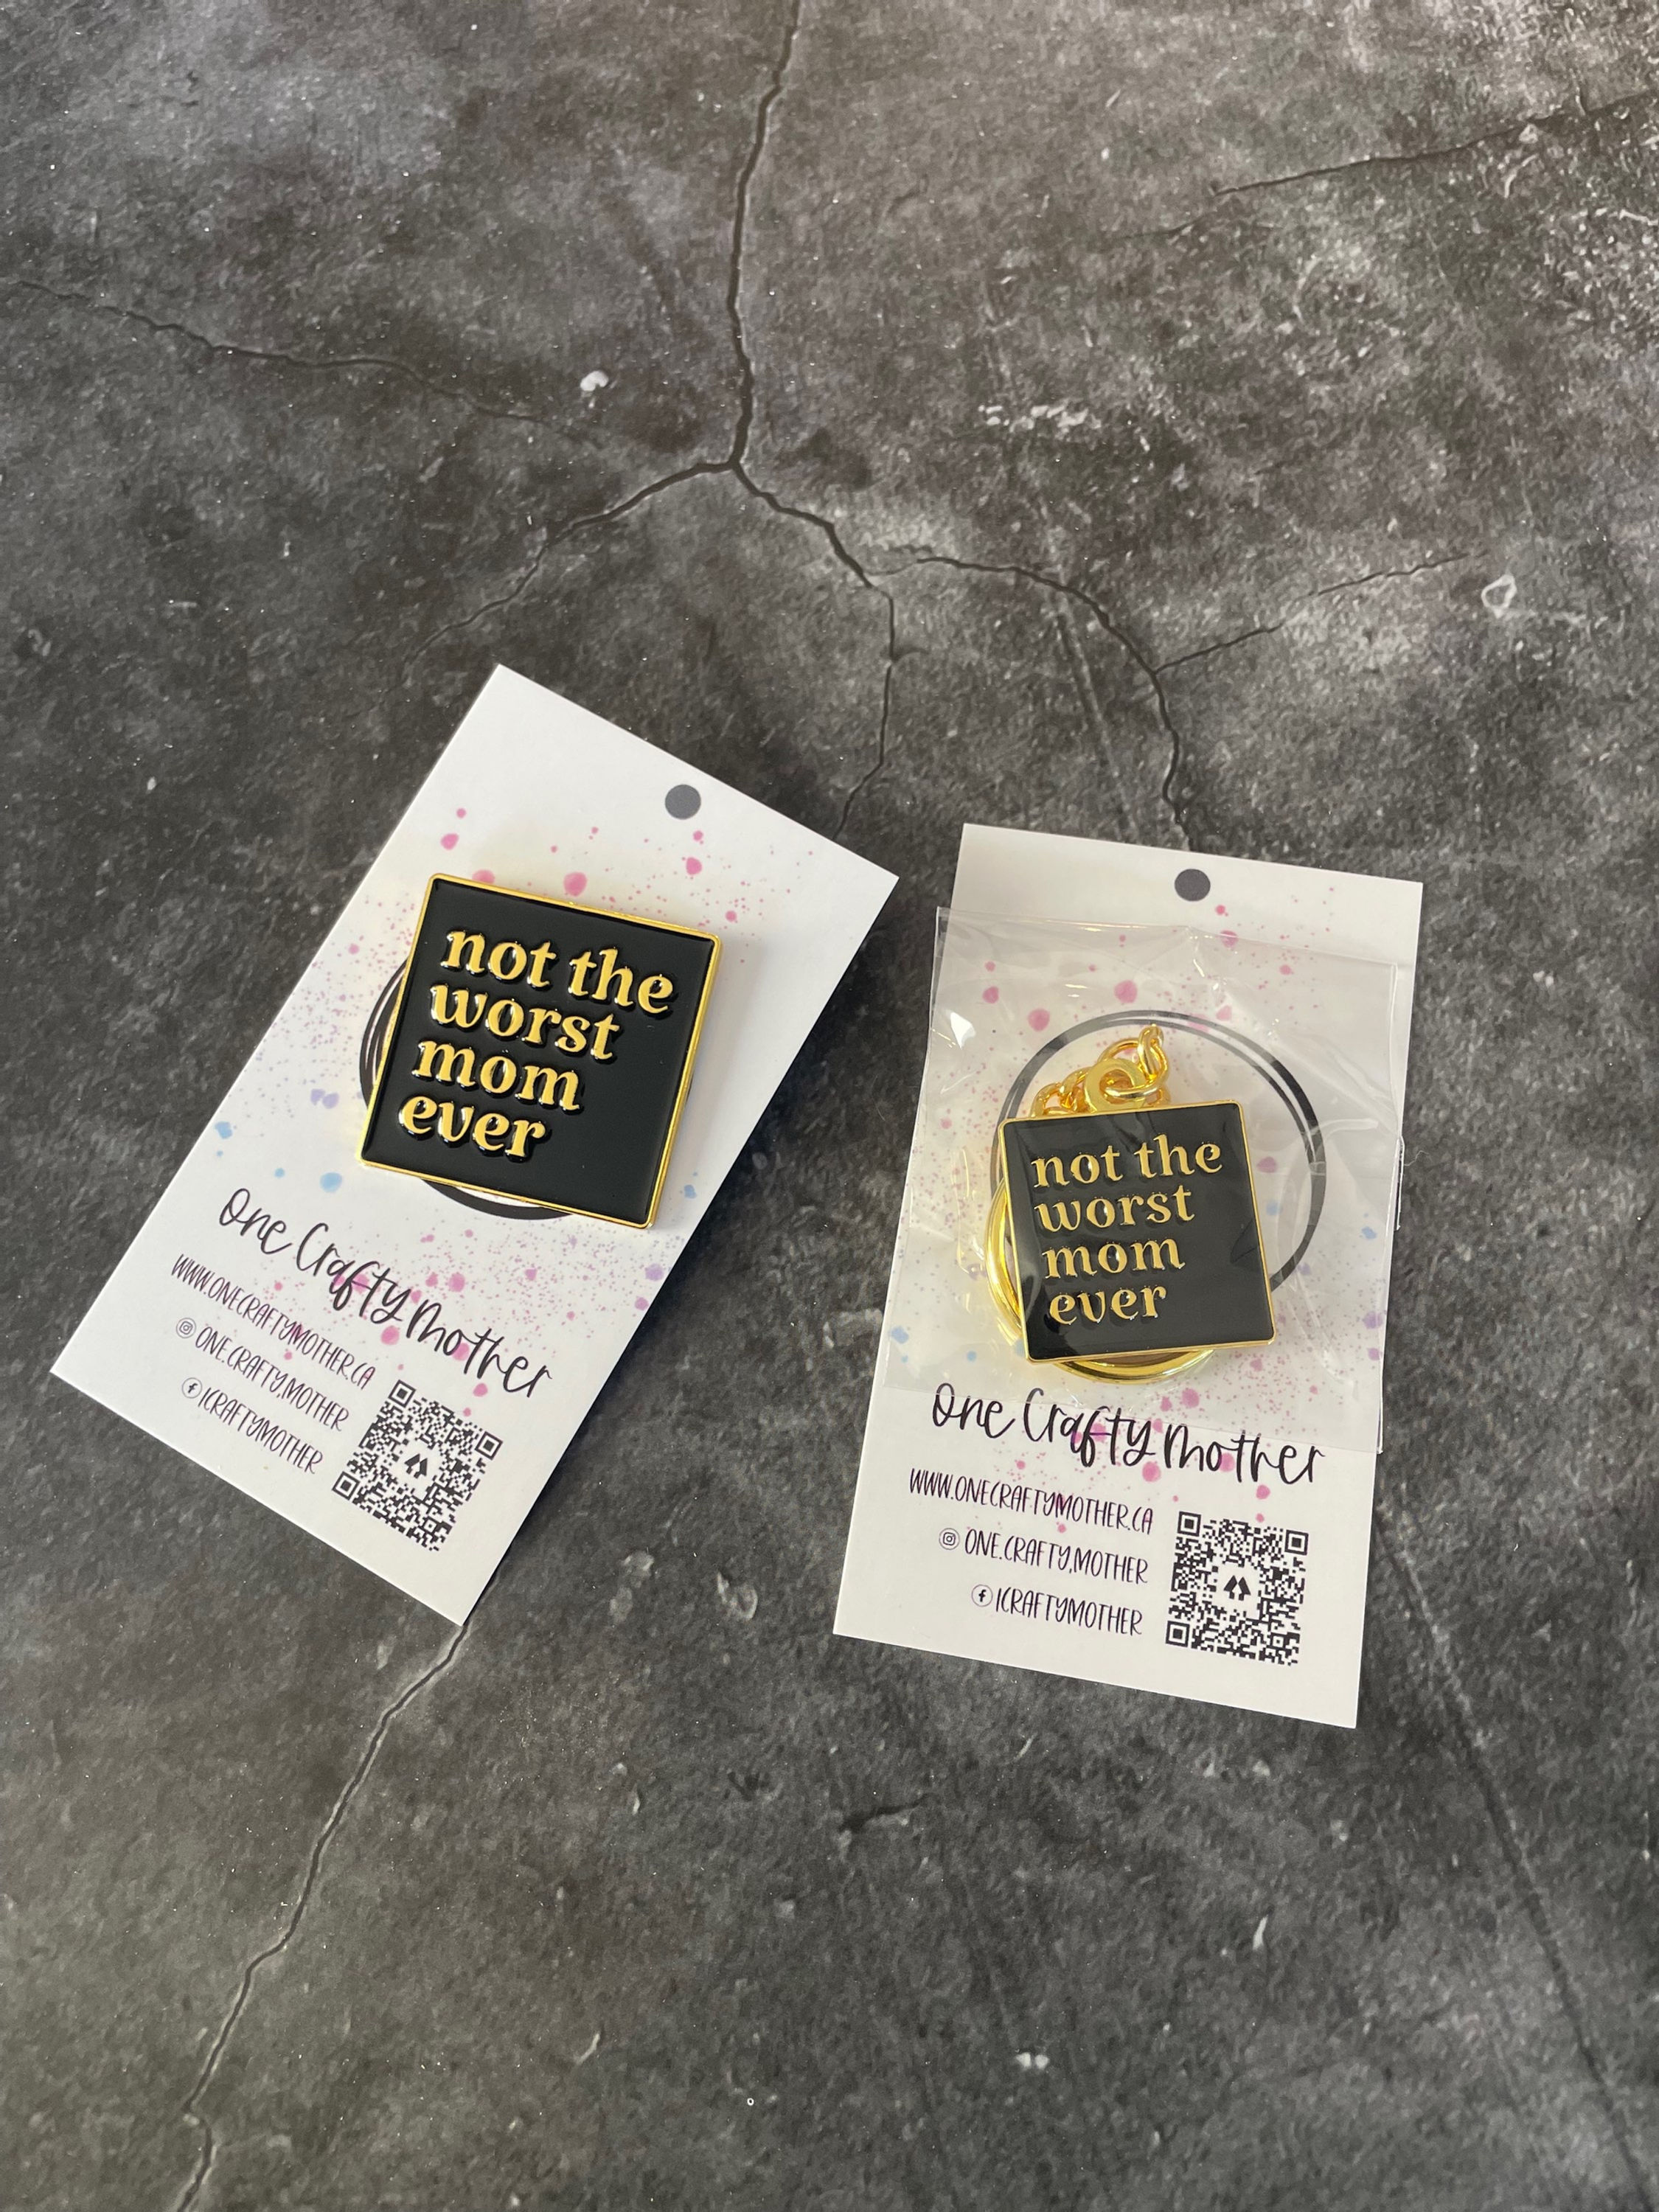 not the
worst
mom
ever
One Crafty Mother
WWW.ONECRAFTYMOTHER.CA
ONE.CRAFTY.MOTHER
1CRAFTYMOTHER
not the
worst
mom
ever
One Crafty Mother
WWW.ONECRAFTYMOTHER.CA
ONE.CRAFTY.MOTHER
1CRAFTYMOTHER